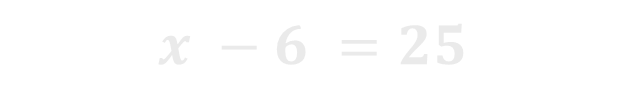 x − 6 = 25